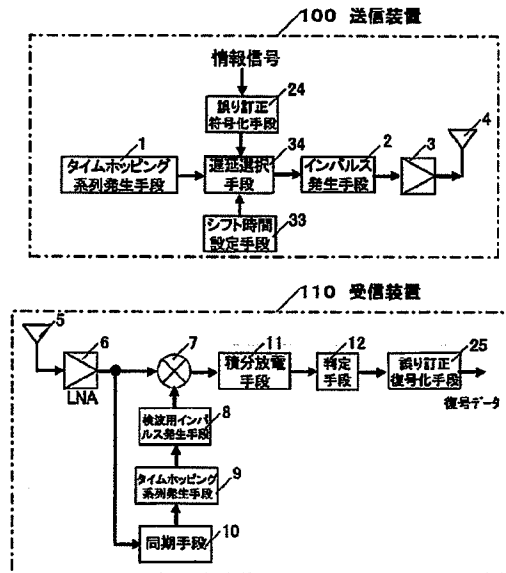 100 送信装置
情報信号
24
誤り訂正
符号化手段
4
1
34
2
3
タイムホッピング
系列発生手段
遅延選択
手段
インパルス
発生手段
シフト時間
設定手段
33
110 受信装置
5
6
7
11
12
25
積分放電
手段
判定
手段
誤り訂正
復号化手段
LNA
復号データ
検波用インパ
ルス発生手段
8
タイムホッピング
系列発生手段
9
同期手段
10